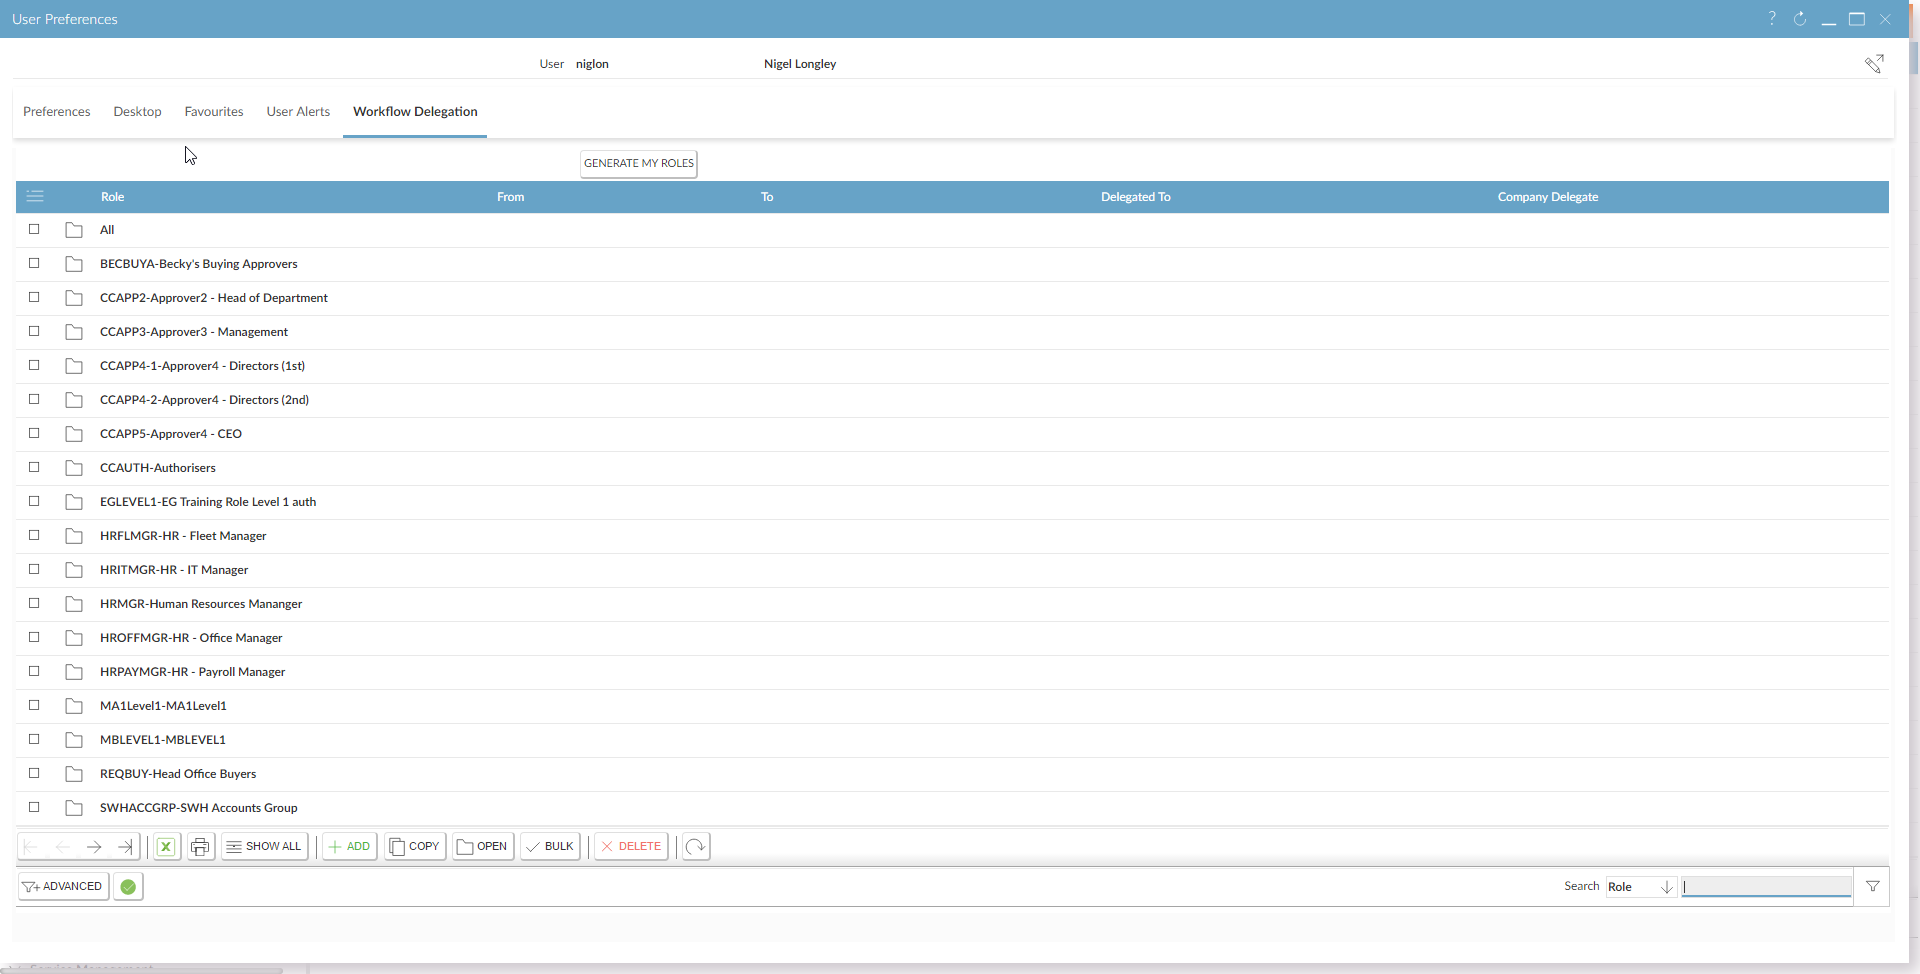 User Preferences
User niglon Nigel Longley
Preferences Desktop Favourites User Alerts Workflow Delegation
GENERATE MY ROLES
Role From To Delegated To Company Delegate
All
BECBUYA-Becky's Buying Approvers
CCAPP2-Approver2 - Head of Department
CCAPP3-Approver3 - Management
CCAPP4-1-Approver4 - Directors (1st)
CCAPP4-2-Approver4 - Directors (2nd)
CCAPP5-Approver4 - CEO
CCAUTH-Authorisers
EGLEVEL1-EG Training Role Level 1 auth
HRFLMGR-HR - Fleet Manager
HRITMGR-HR - IT Manager
HRMGR-Human Resources Mananger
HROFFMGR-HR - Office Manager
HRPAYMGR-HR - Payroll Manager
MA1Level1-MA1Level1
MBLEVEL1-MBLEVEL1
REQBUY-Head Office Buyers
SWHACCGRP-SWH Accounts Group
SHOW ALL ADD COPY OPEN BULK DELETE
ADVANCED Search Role